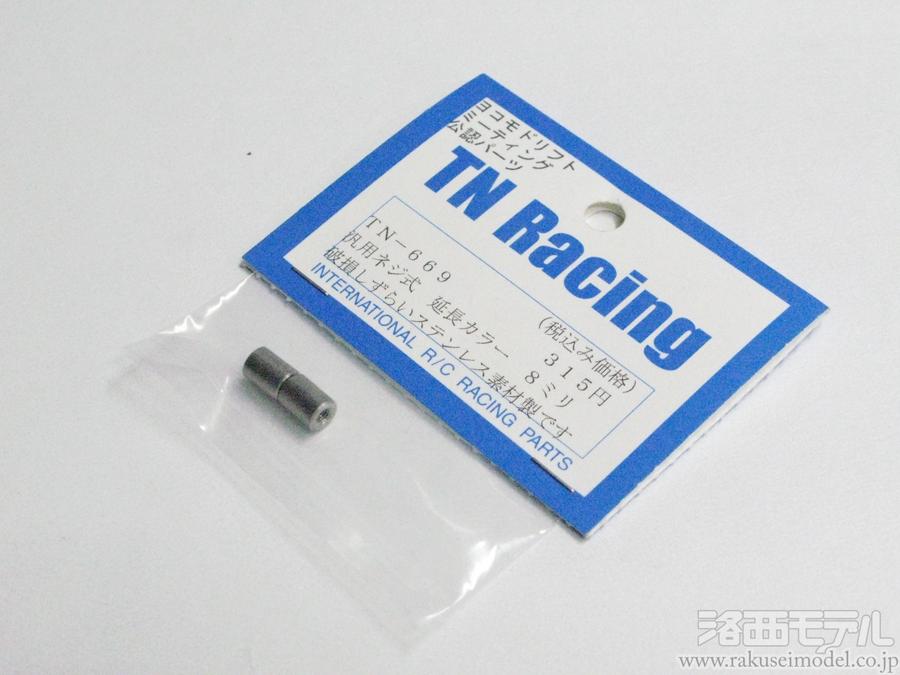 ヨコモドリフト
ミーティング
公認パーツ
TN Racing
TN-669 (税込み価格)
汎用ネジ式 延長カラー 315円
8ミリ
破損しずらいステンレス素材製です
INTERNATIONAL R/C RACING PARTS
洛西モデル
www.rakuseimodel.co.jp